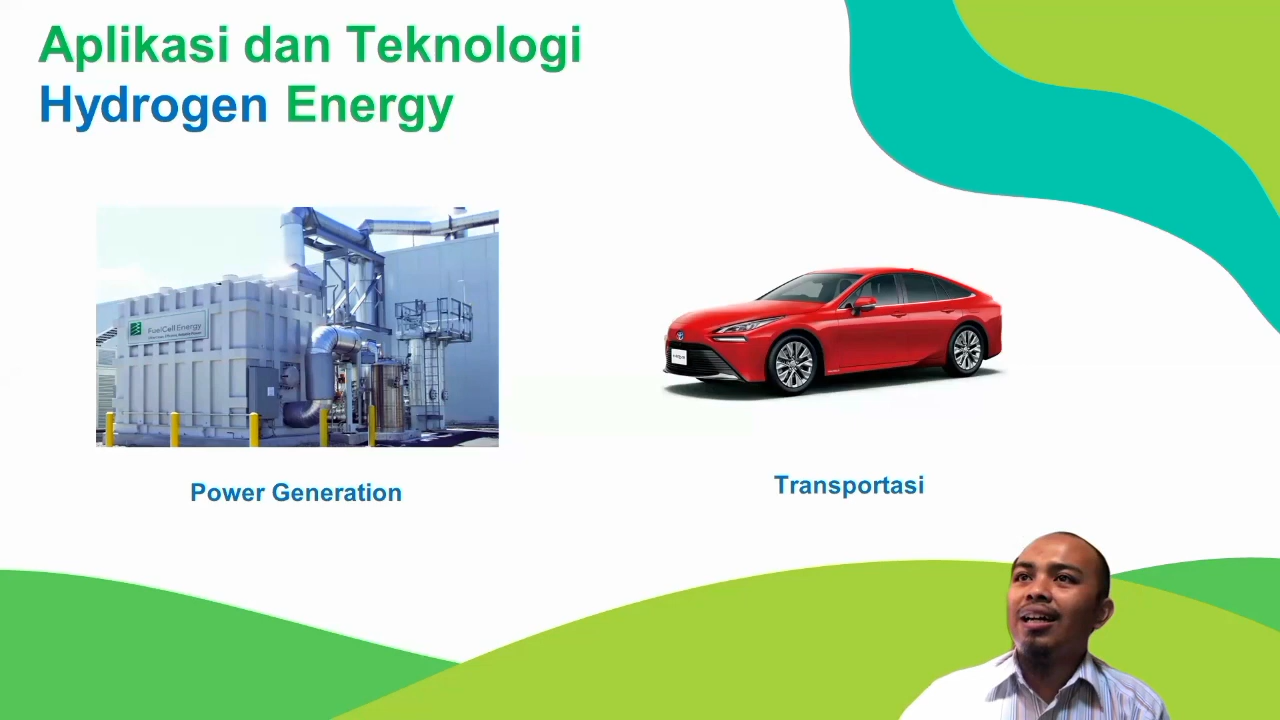 Aplikasi dan Teknologi
Hydrogen Energy
FuelCell Energy
Power Generation
Transportasi